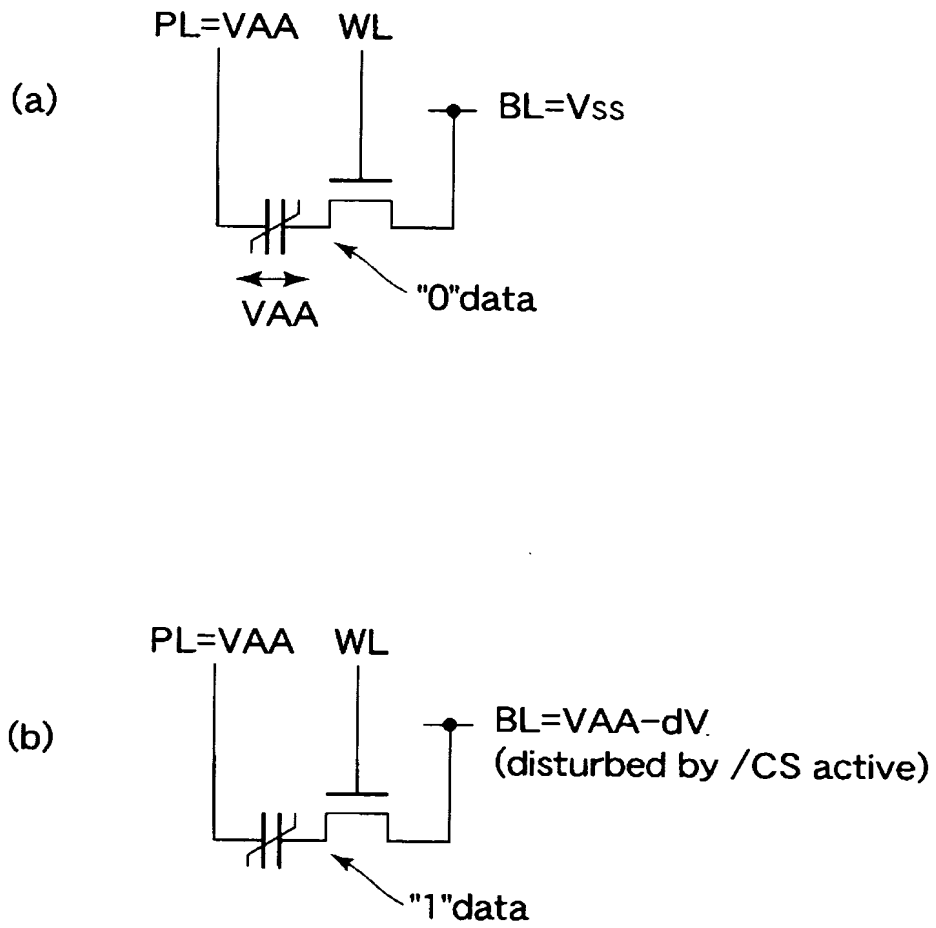 PL=VAA WL
(a)
BL=Vss
"0"data
VAA
PL=VAA WL
(b)
BL=VAA-dV
(disturbed by /CS active)
"1"data